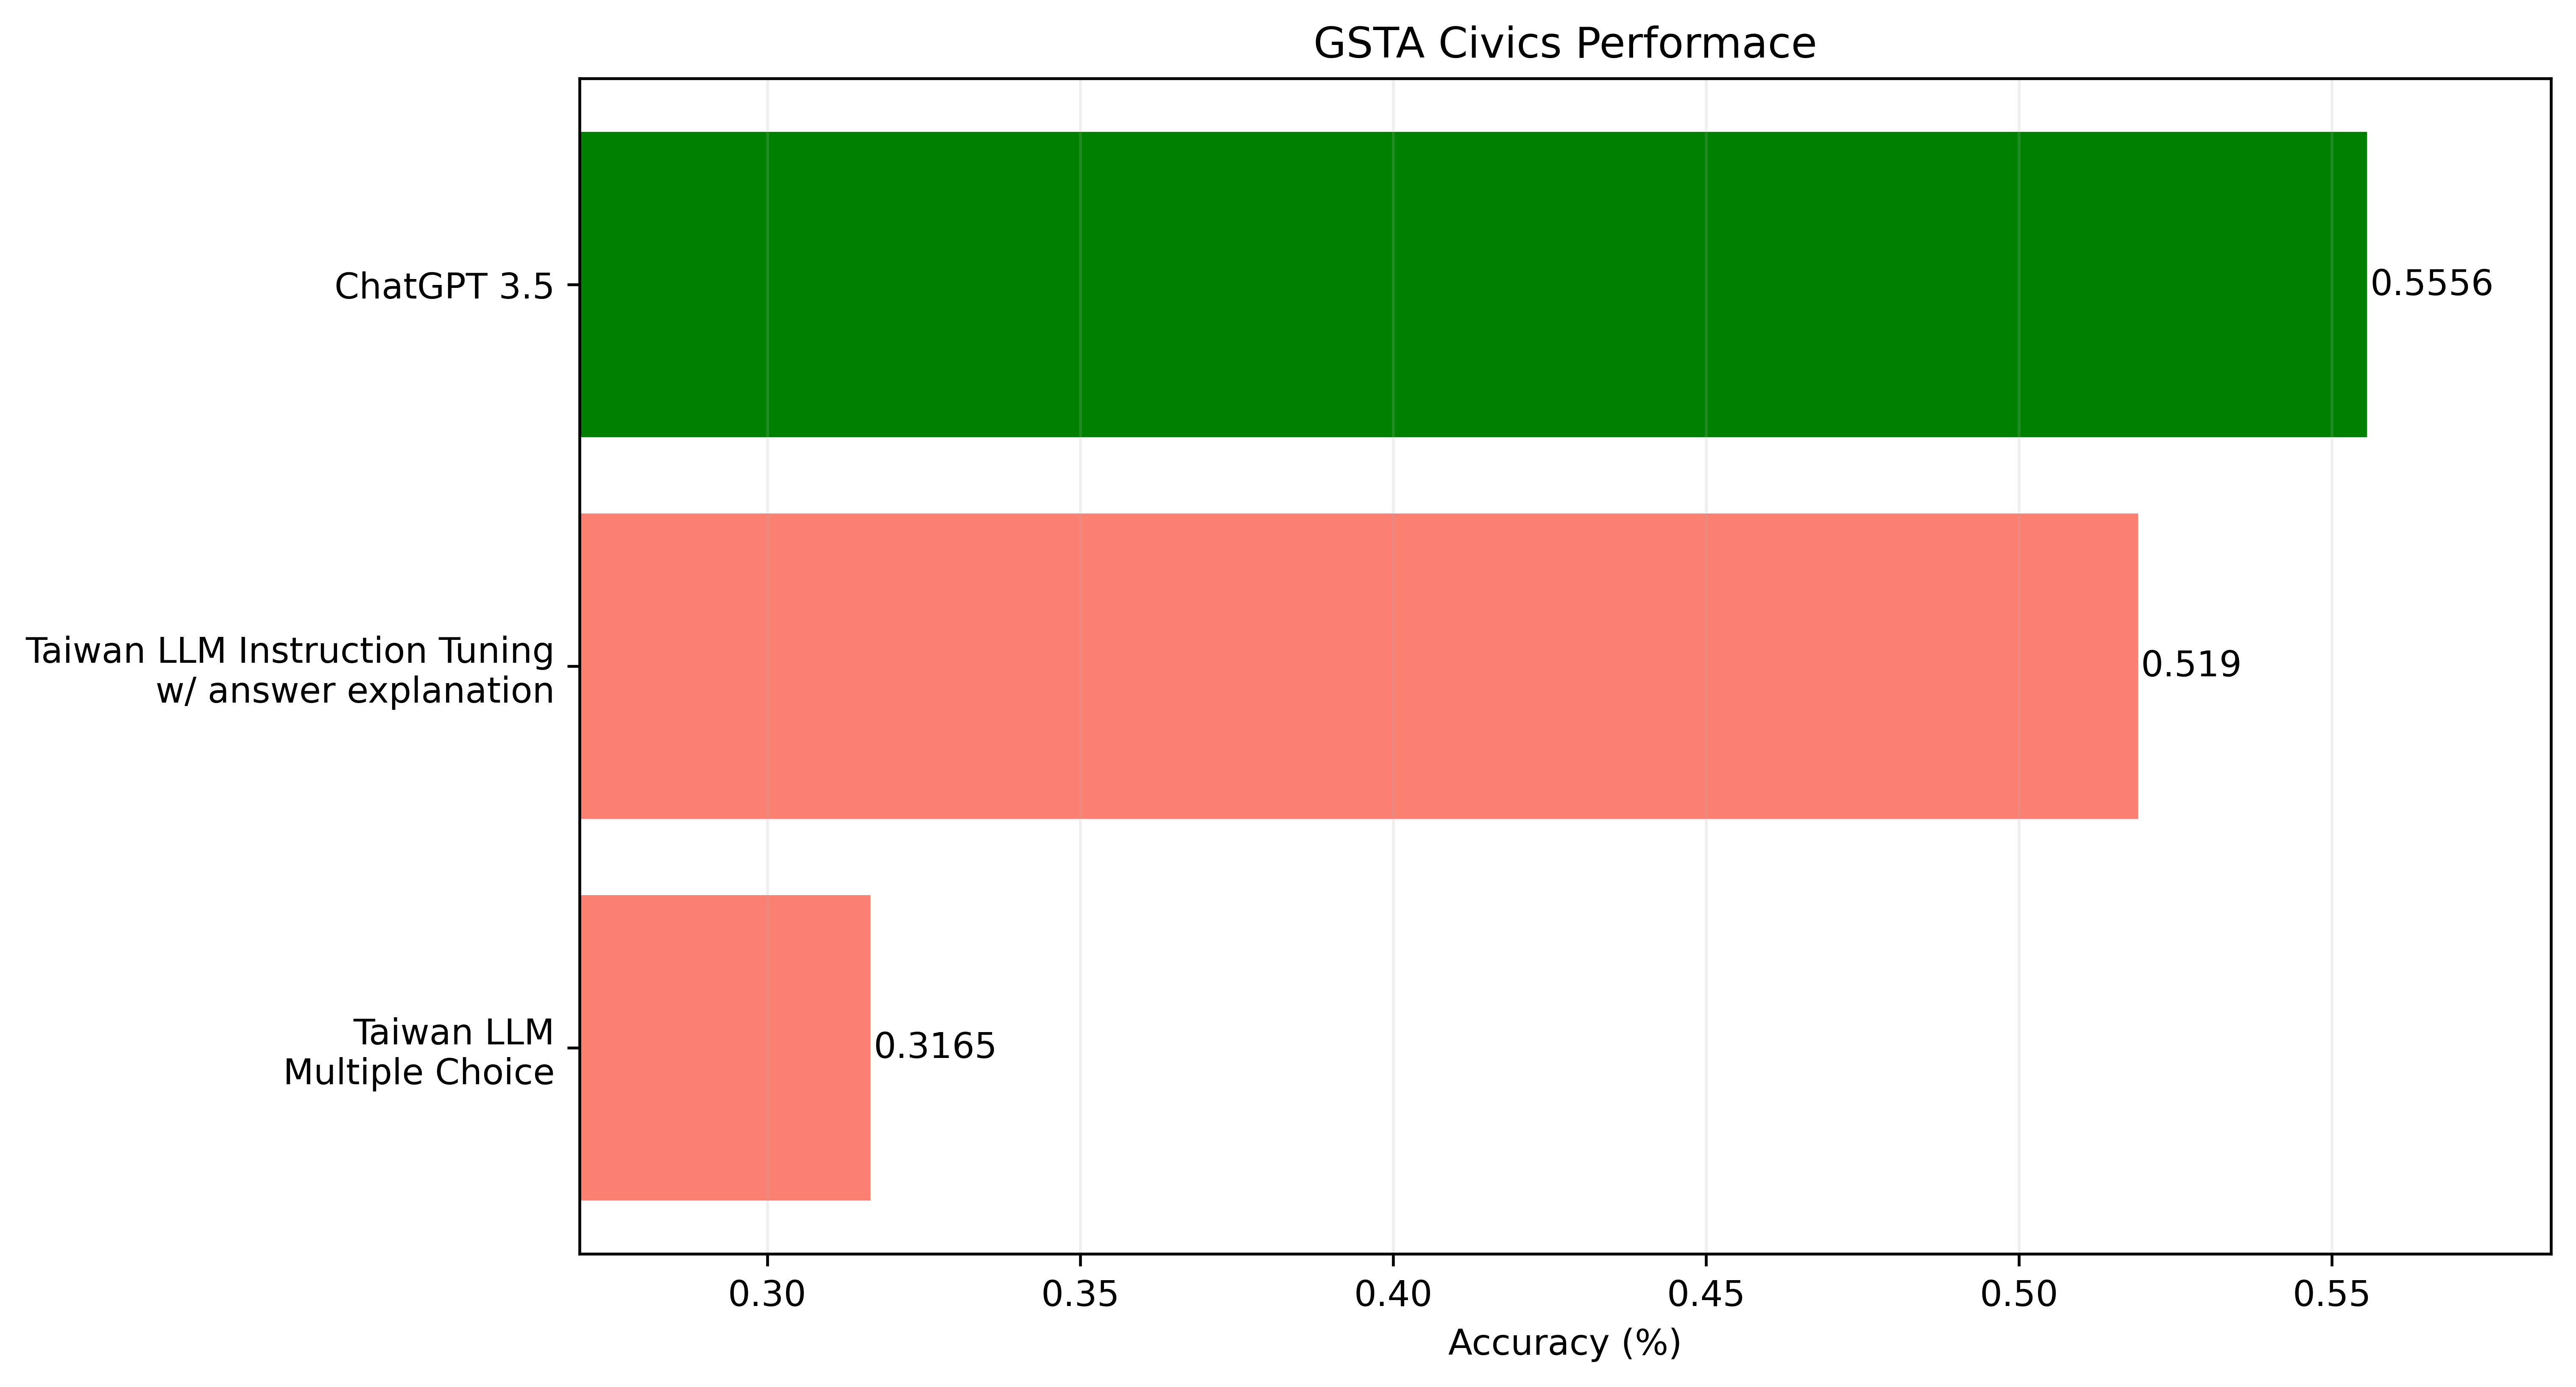 GSTA Civics Performace
ChatGPT 3.5
0.5556
Taiwan LLM Instruction Tuning
w/ answer explanation
0.519
Taiwan LLM
Multiple Choice
0.3165
0.30 0.35 0.40 0.45 0.50 0.55
Accuracy (%)